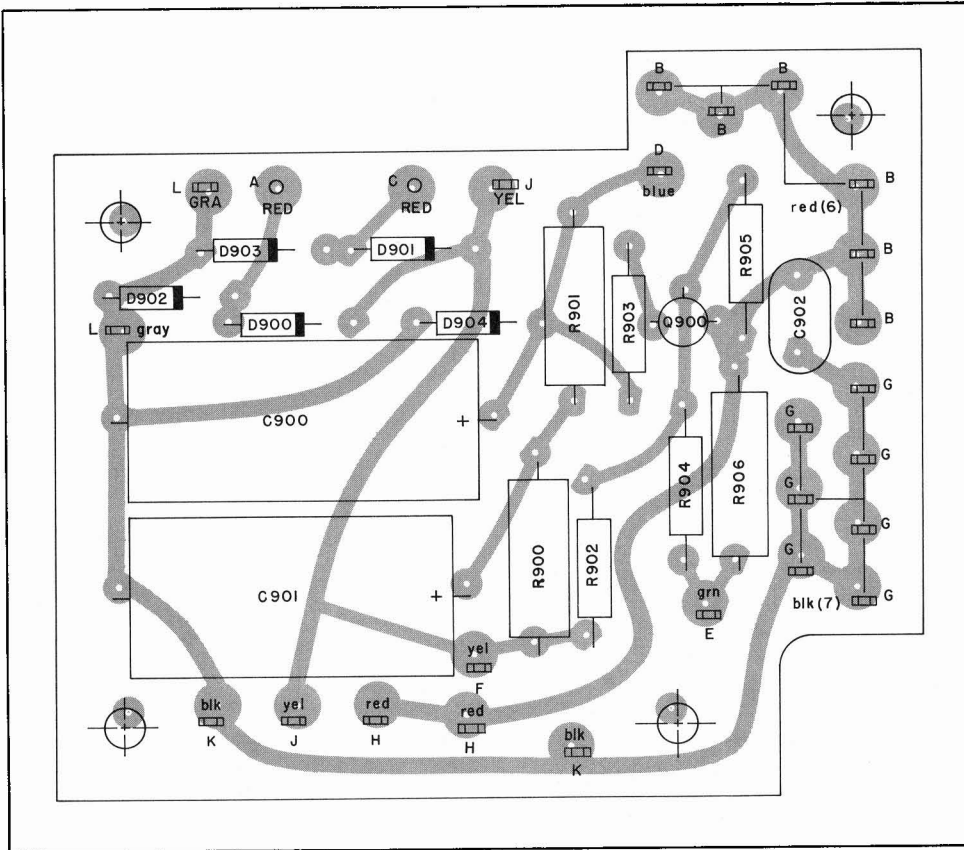 B
B
B
D
blue
L
GRA
A
RED
C
RED
J
YEL
B
red (6)
D903
D901
R905
B
D902
R901
R903
C902
L
gray
D900
D904
Q900
B
C900
+
G
G
G
R904
R906
R900
R902
G
G
C901
+
G
grn
E
blk (7)
G
yel
F
blk
K
yel
J
red
H
red
H
blk
K